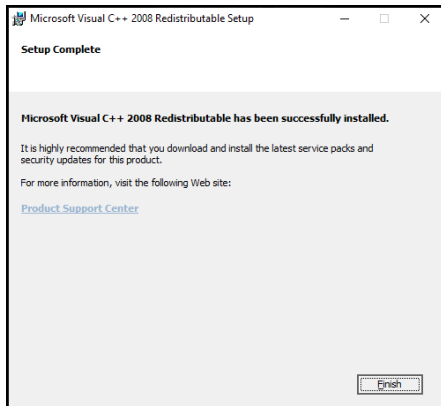 Microsoft Visual C++ 2008 Redistributable Setup
Setup Complete
Microsoft Visual C++ 2008 Redistributable has been successfully installed.
It is highly recommended that you download and install the latest service packs and
security updates for this product.
For more information, visit the following Web site:
Product Support Center
Finish